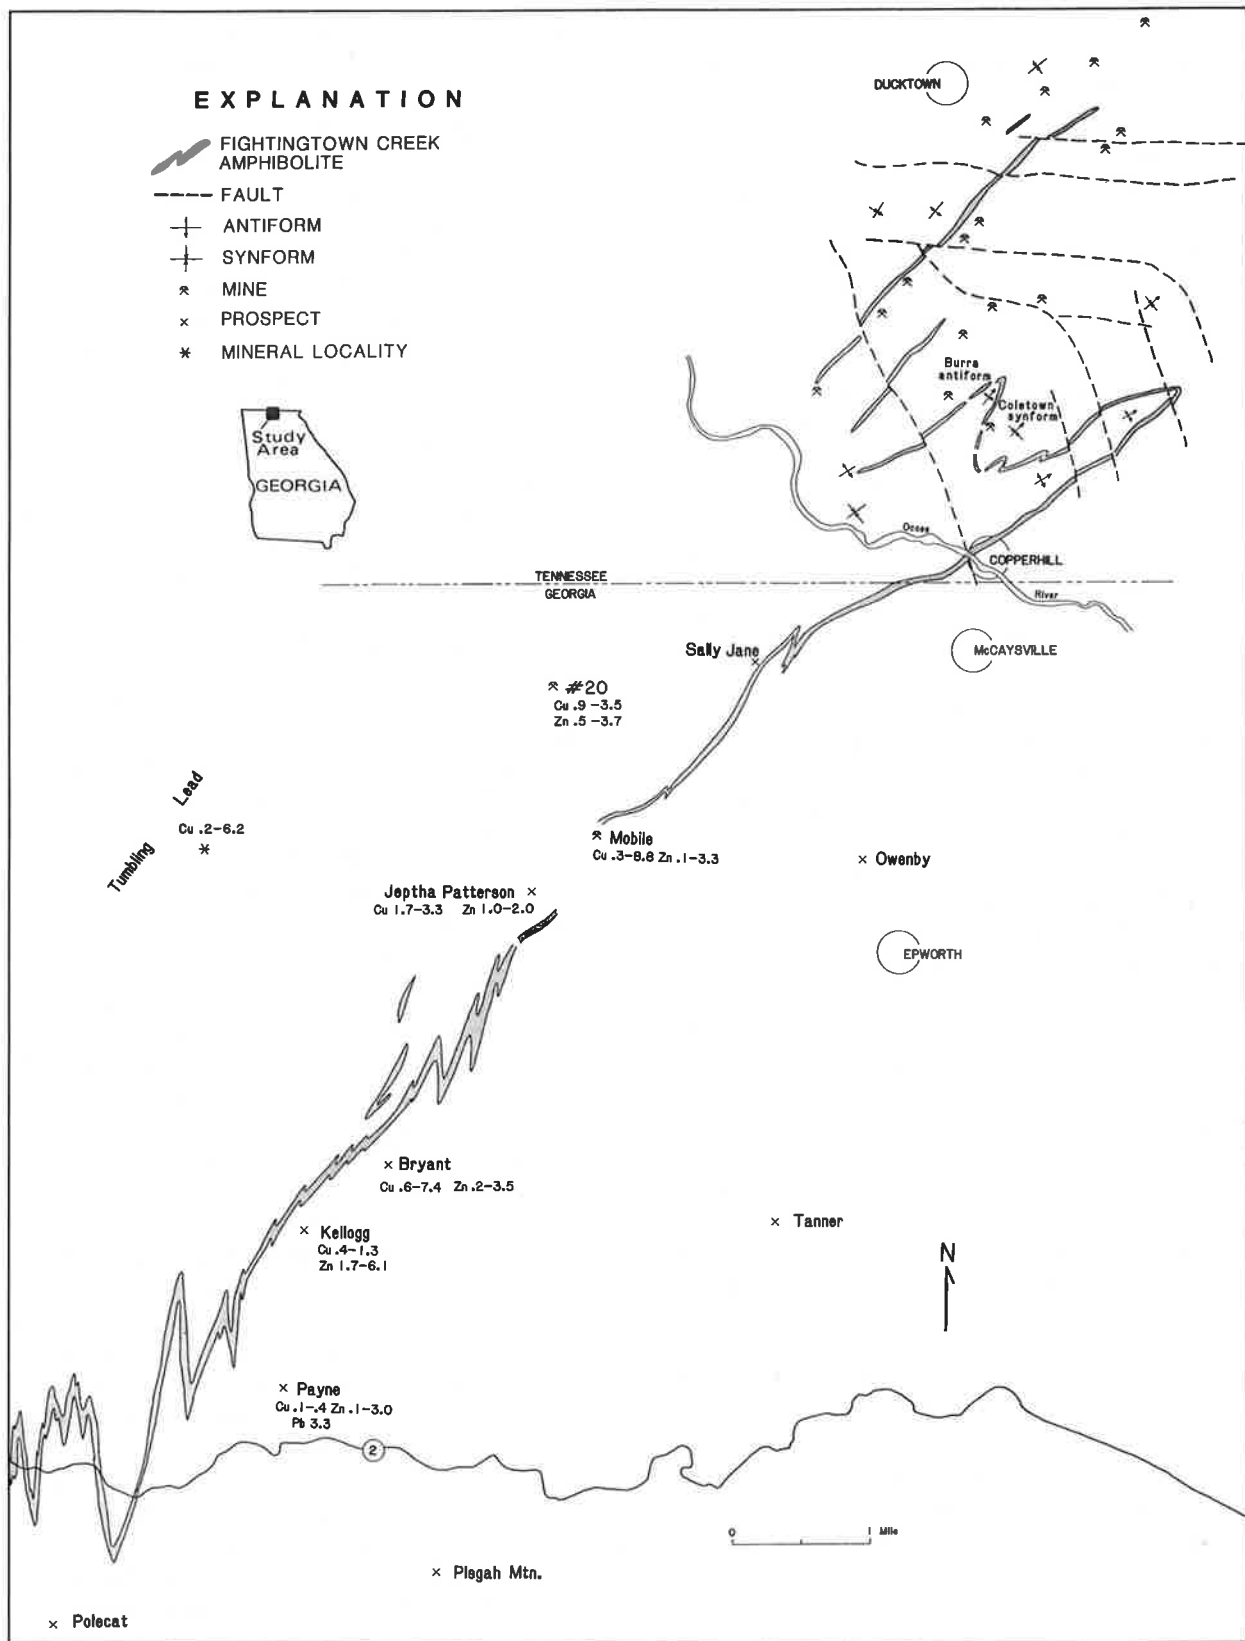 EXPLANATION
FIGHTINGTOWN CREEK
AMPHIBOLITE
FAULT
ANTIFORM
SYNFORM
MINE
PROSPECT
MINERAL LOCALITY
Study
Area
GEORGIA
DUCKTOWN
Burra
antiform
Coletown
synform
Ocoee
COPPERHILL
TENNESSEE
GEORGIA
River
Sally Jane
McCAYSVILLE
#20
Cu .9-3.5
Zn .5-3.7
Tumbling Lead
Cu .2-6.2
Mobile
Cu .3-8.8 Zn .1-3.3
Owenby
Jeptha Patterson
Cu 1.7-3.3 Zn 1.0-2.0
EPWORTH
Bryant
Cu .6-7.4 Zn .2-3.5
Kellogg
Cu .4-1.3
Zn 1.7-6.1
Tanner
N
Payne
Cu .1-.4 Zn .1-3.0
Pb 3.3
2
0 1 Mile
Pisgah Mtn.
Polecat